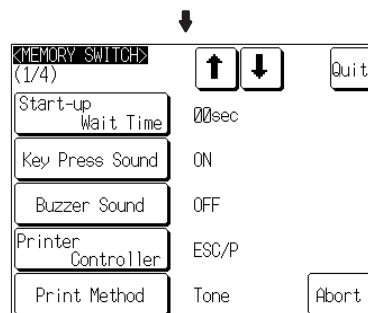 <MEMORY SWITCH>
(1/4)
Quit
Start-up
Wait Time
00sec
Key Press Sound
ON
Buzzer Sound
OFF
Printer
Controller
ESC/P
Print Method
Tone
Abort